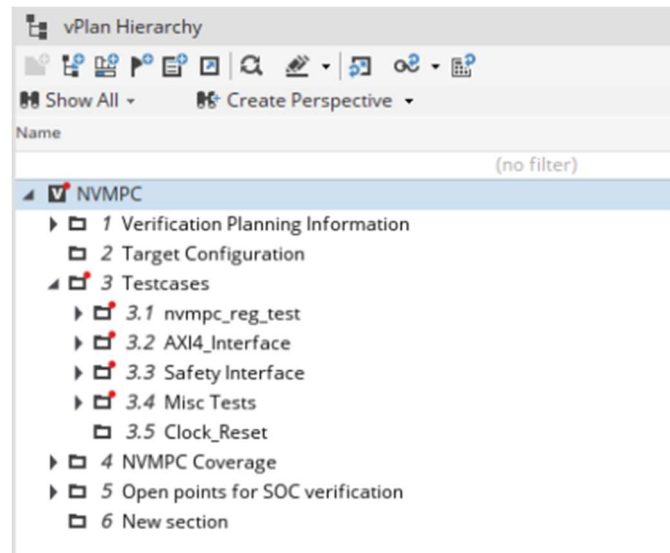 vPlan Hierarchy
Show All
Create Perspective
Name
(no filter)
NVMPC
1 Verification Planning Information
2 Target Configuration
3 Testcases
3.1 nvmpc_reg_test
3.2 AXI4_Interface
3.3 Safety Interface
3.4 Misc Tests
3.5 Clock_Reset
4 NVMPC Coverage
5 Open points for SOC verification
6 New section